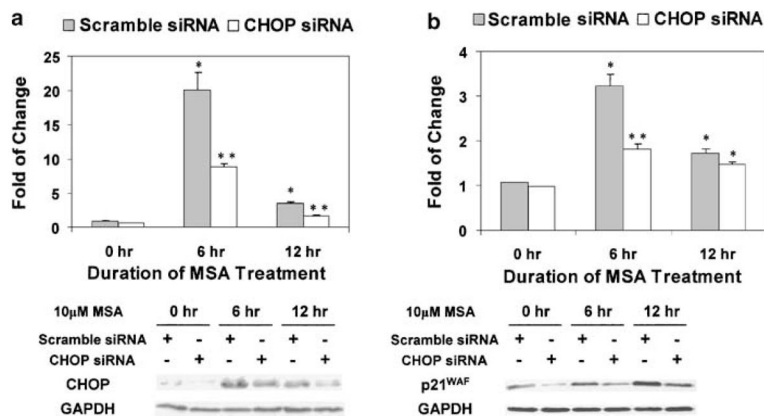 a
Scramble siRNA CHOP siRNA
Fold of Change
25
20
15
10
5
0
*
* *
*
* *
0 hr 6 hr 12 hr
Duration of MSA Treatment
10μM MSA 0 hr 6 hr 12 hr
Scramble siRNA + - + - + -
CHOP siRNA - + - + - +
CHOP
GAPDH
b
Scramble siRNA CHOP siRNA
Fold of Change
4
3
2
1
0
*
* *
*
*
0 hr 6 hr 12 hr
Duration of MSA Treatment
10μM MSA 0 hr 6 hr 12 hr
Scramble siRNA + - + - + -
CHOP siRNA - + - + - +
p21WAF
GAPDH